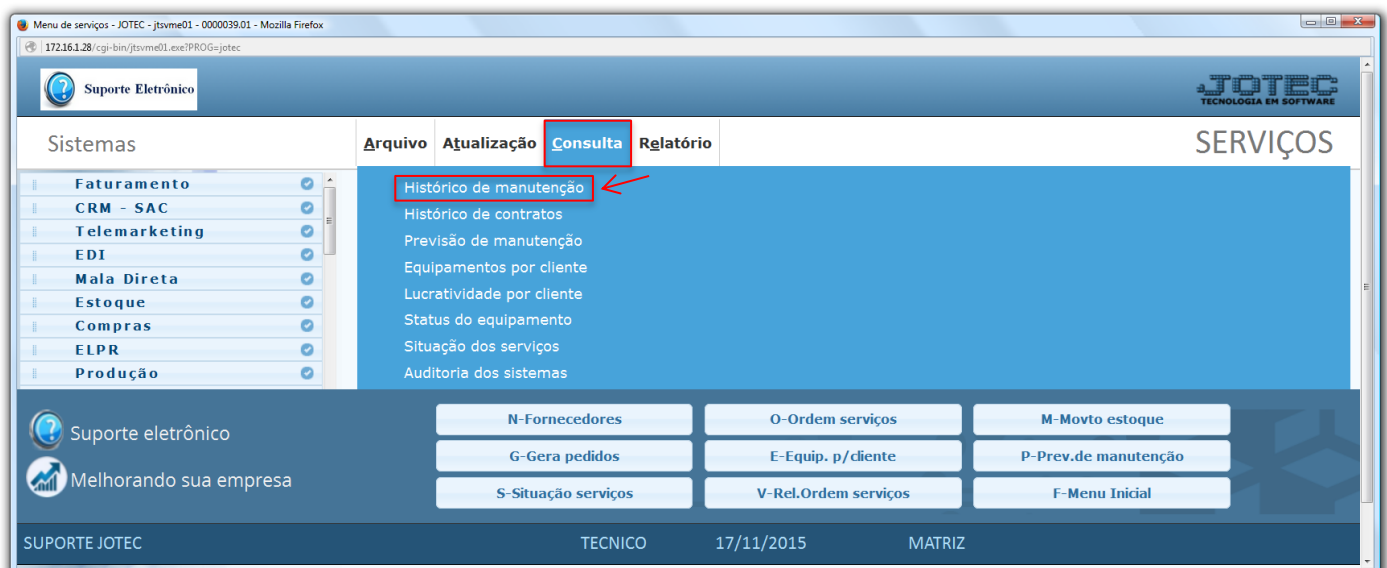 Menu de serviços - JOTEC - jtsvme01 - 0000039.01 - Mozilla Firefox
172.16.1.28/cgi-bin/jtsvme01.exe?PROG=jotec
Suporte Eletrônico
JOTEC
TECNOLOGIA EM SOFTWARE
Sistemas
Arquivo Atualização Consulta Relatório
SERVIÇOS
Faturamento
CRM - SAC
Telemarketing
EDI
Mala Direta
Estoque
Compras
ELPR
Produção
Histórico de manutenção
Histórico de contratos
Previsão de manutenção
Equipamentos por cliente
Lucratividade por cliente
Status do equipamento
Situação dos serviços
Auditoria dos sistemas
Suporte eletrônico
Melhorando sua empresa
N-Fornecedores O-Ordem serviços M-Movto estoque
G-Gera pedidos E-Equip. p/cliente P-Prev.de manutenção
S-Situação serviços V-Rel.Ordem serviços F-Menu Inicial
SUPORTE JOTEC TECNICO 17/11/2015 MATRIZ